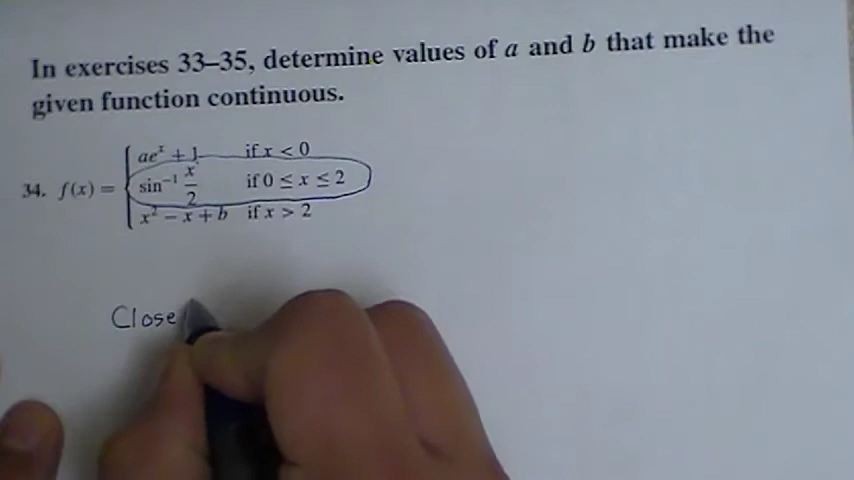 In exercises 33–35, determine values of a and b that make the
given function continuous.
34. f(x) = { ae^x + 1 if x < 0
sin^−1 x/2 if 0 ≤ x ≤ 2
x^2 − x + b if x > 2
Close